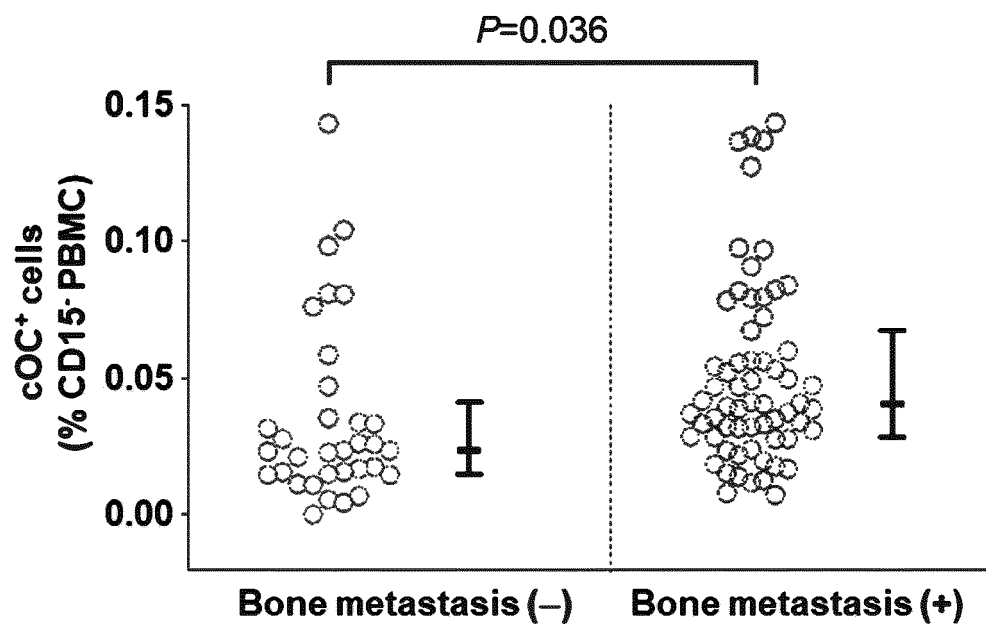 P=0.036
cOC⁺ cells
(% CD15⁻ PBMC)
0.15
0.10
0.05
0.00
Bone metastasis (–)
Bone metastasis (+)